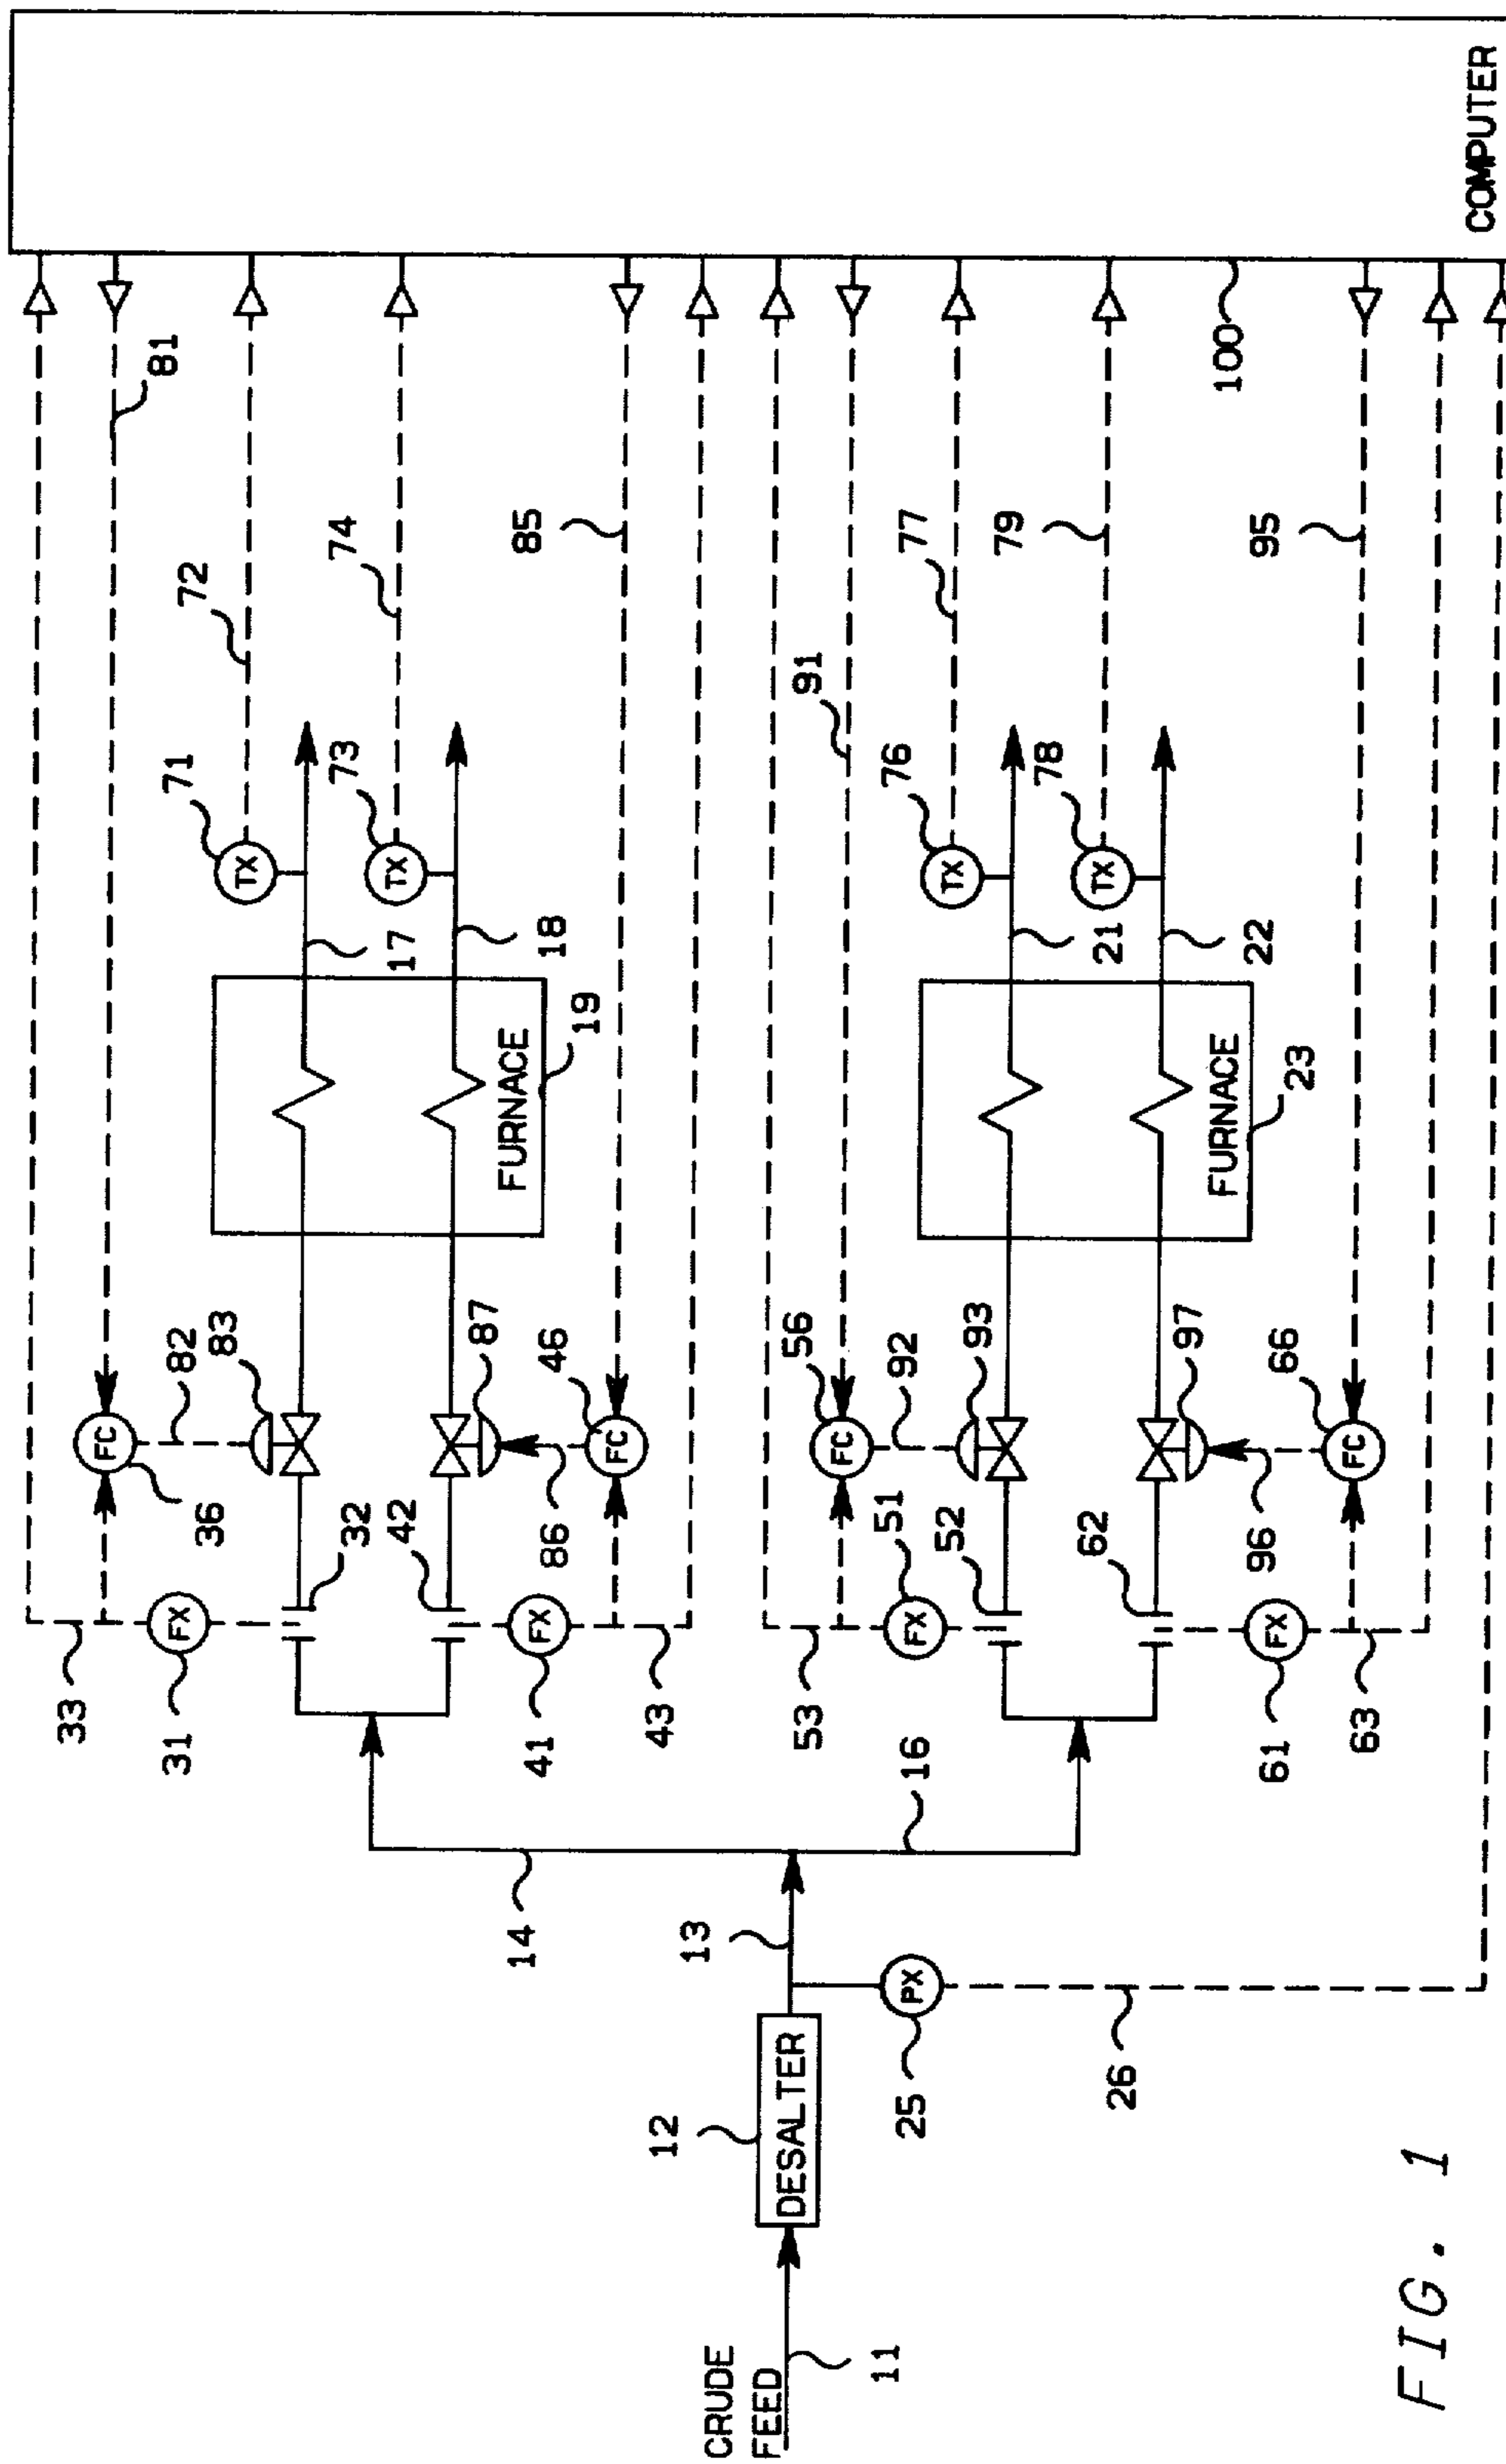 33
81
36
FC
82
83
31
FX
32
72
71
TX
17
74
73
TX
18
FURNACE
19
42
87
86
46
FC
41
FX
43
85
14
CRUDE
FEED
11
12
DESALTER
13
25
PX
26
16
53
91
56
FC
92
93
51
FX
52
77
76
TX
21
79
78
TX
22
FURNACE
23
62
97
96
66
FC
61
FX
63
95
100
COMPUTER
FIG. 1